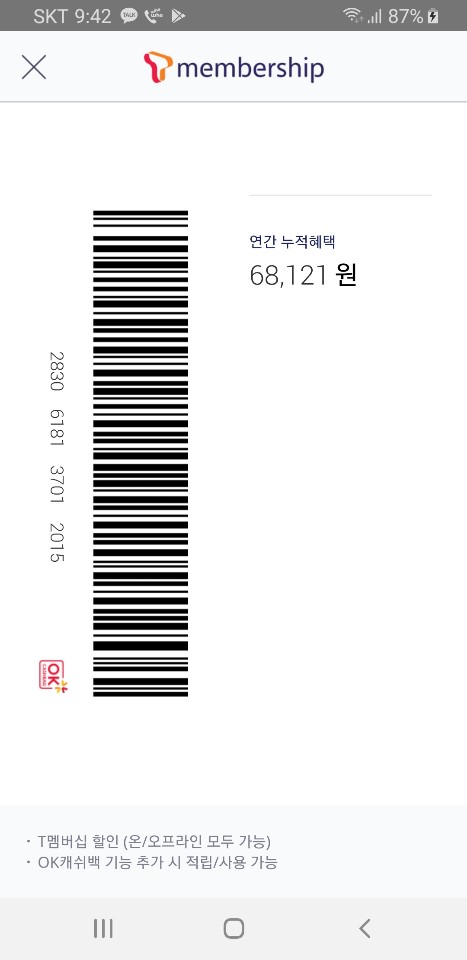 SKT 9:42 87%
membership
연간 누적혜택
68,121 원
2830 6181 3701 2015
OK
· T멤버십 할인 (온/오프라인 모두 가능)
· OK캐쉬백 기능 추가 시 적립/사용 가능